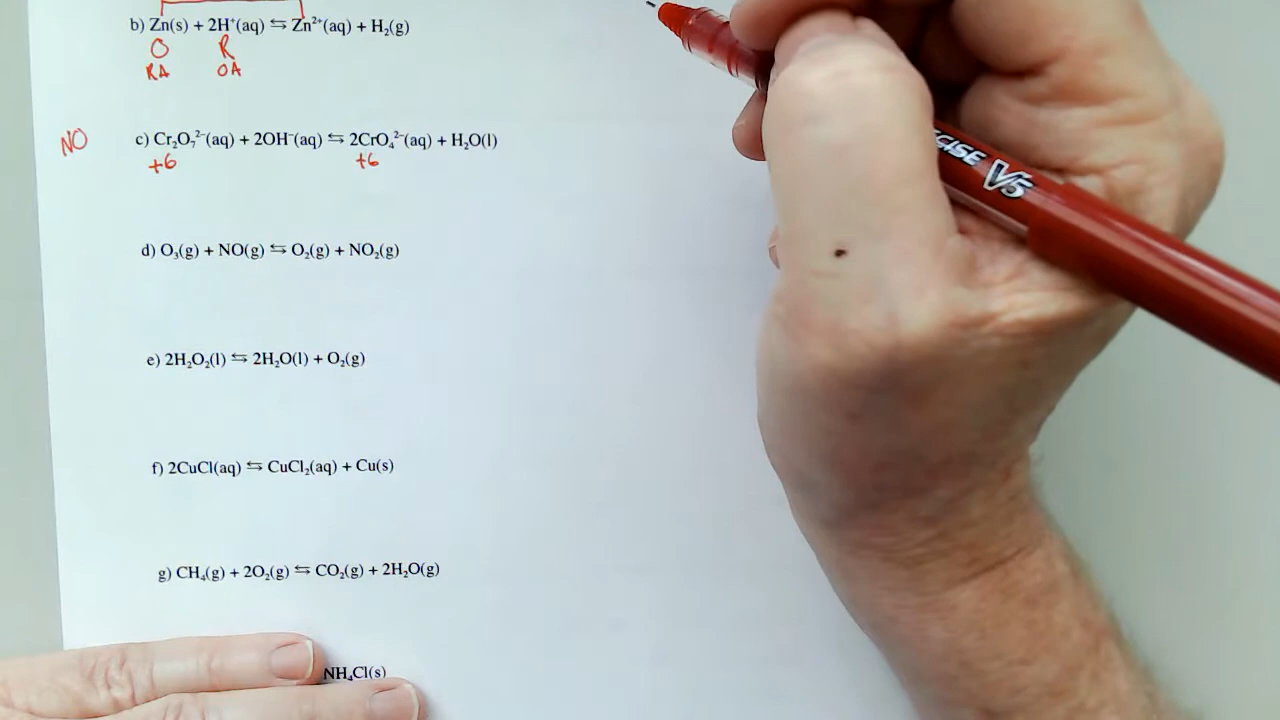 b) Zn(s) + 2H⁺(aq) ⇆ Zn²⁺(aq) + H₂(g)
O R
RA OA
NO c) Cr₂O₇²⁻(aq) + 2OH⁻(aq) ⇆ 2CrO₄²⁻(aq) + H₂O(l)
+6 +6
d) O₃(g) + NO(g) ⇆ O₂(g) + NO₂(g)
e) 2H₂O₂(l) ⇆ 2H₂O(l) + O₂(g)
f) 2CuCl(aq) ⇆ CuCl₂(aq) + Cu(s)
g) CH₄(g) + 2O₂(g) ⇆ CO₂(g) + 2H₂O(g)
NH₄Cl(s)
V5